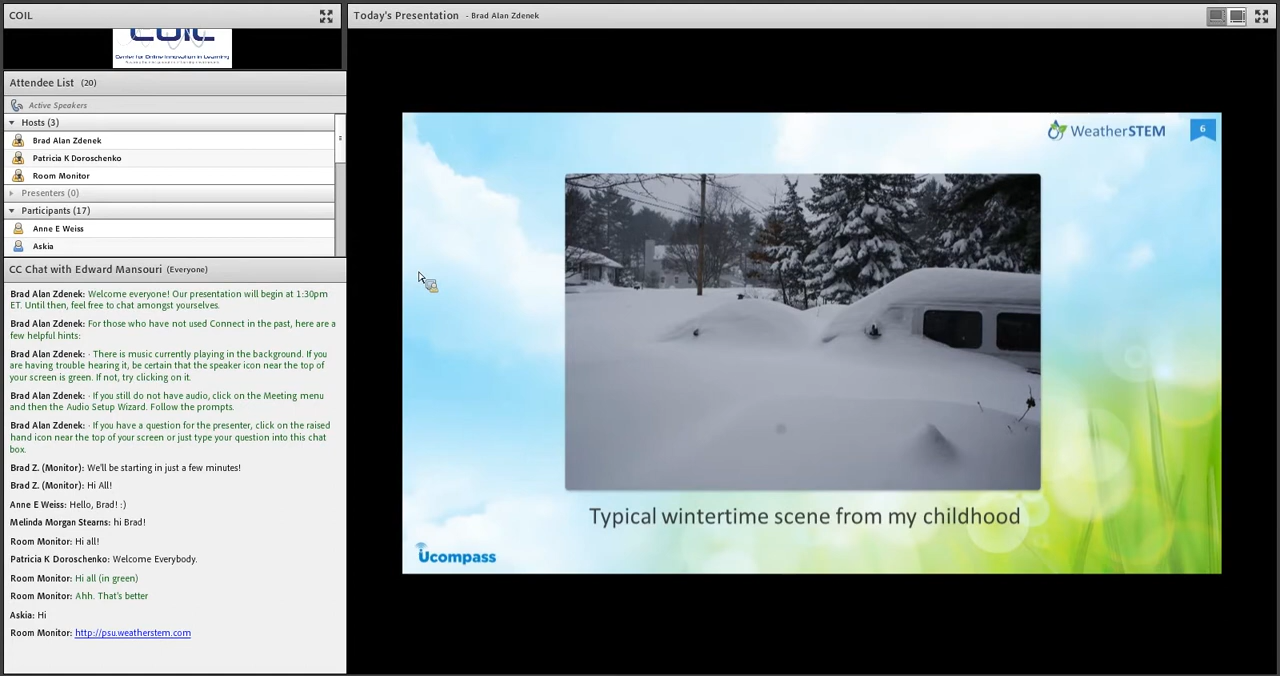 COIL
Center for Online Innovation in Learning
Attendee List (20)
Active Speakers
Hosts (3)
Brad Alan Zdenek
Patricia K Doroschenko
Room Monitor
Presenters (0)
Participants (17)
Anne E Weiss
Askia
CC Chat with Edward Mansouri (Everyone)
Brad Alan Zdenek: Welcome everyone! Our presentation will begin at 1:30pm
ET. Until then, feel free to chat amongst yourselves.
Brad Alan Zdenek: For those who have not used Connect in the past, here are a
few helpful hints:
Brad Alan Zdenek: · There is music currently playing in the background. If you
are having trouble hearing it, be certain that the speaker icon near the top of
your screen is green. If not, try clicking on it.
Brad Alan Zdenek: · If you still do not have audio, click on the Meeting menu
and then the Audio Setup Wizard. Follow the prompts.
Brad Alan Zdenek: · If you have a question for the presenter, click on the raised
hand icon near the top of your screen or just type your question into this chat
box.
Brad Z. (Monitor): We'll be starting in just a few minutes!
Brad Z. (Monitor): Hi All!
Anne E Weiss: Hello, Brad! :)
Melinda Morgan Stearns: hi Brad!
Room Monitor: Hi all!
Patricia K Doroschenko: Welcome Everybody.
Room Monitor: Hi all (in green)
Room Monitor: Ahh. That's better
Askia: Hi
Room Monitor: http://psu.weatherstem.com
Today's Presentation - Brad Alan Zdenek
WeatherSTEM
6
Typical wintertime scene from my childhood
Ucompass